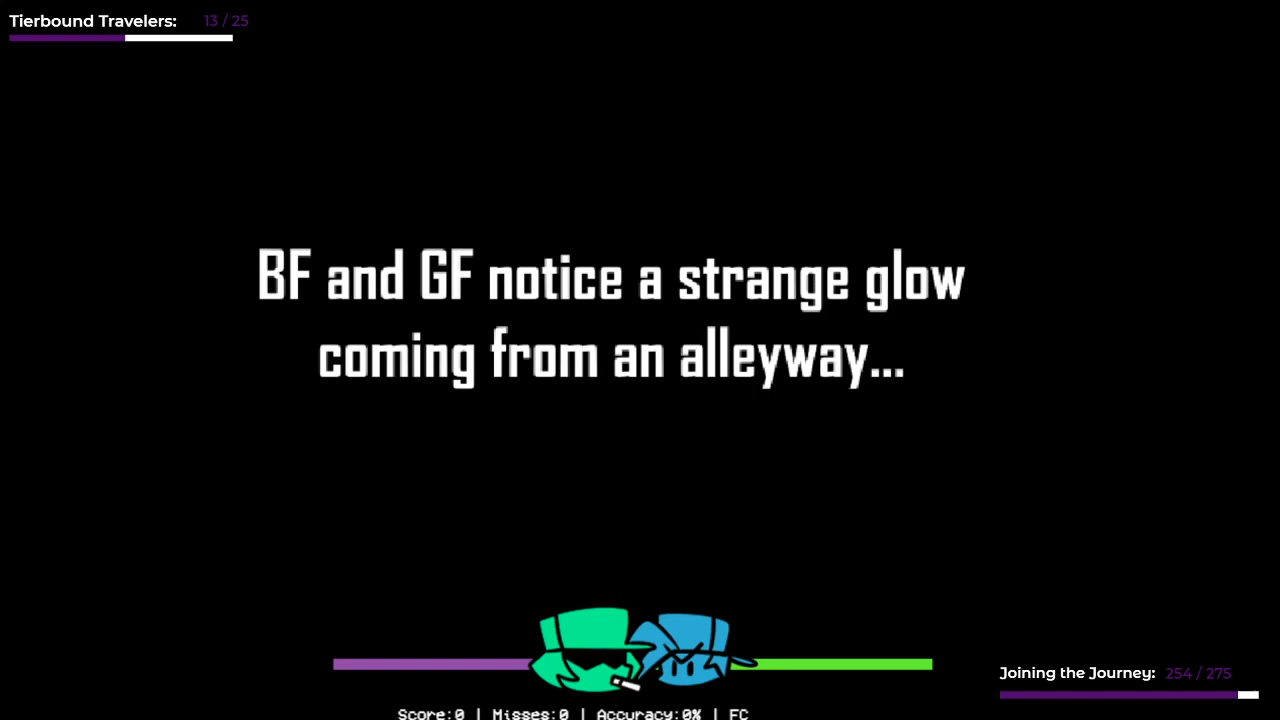 Tierbound Travelers: 13 / 25
BF and GF notice a strange glow
coming from an alleyway...
Joining the Journey: 254 / 275
Score:0 | Misses:0 | Accuracy:0% | FC